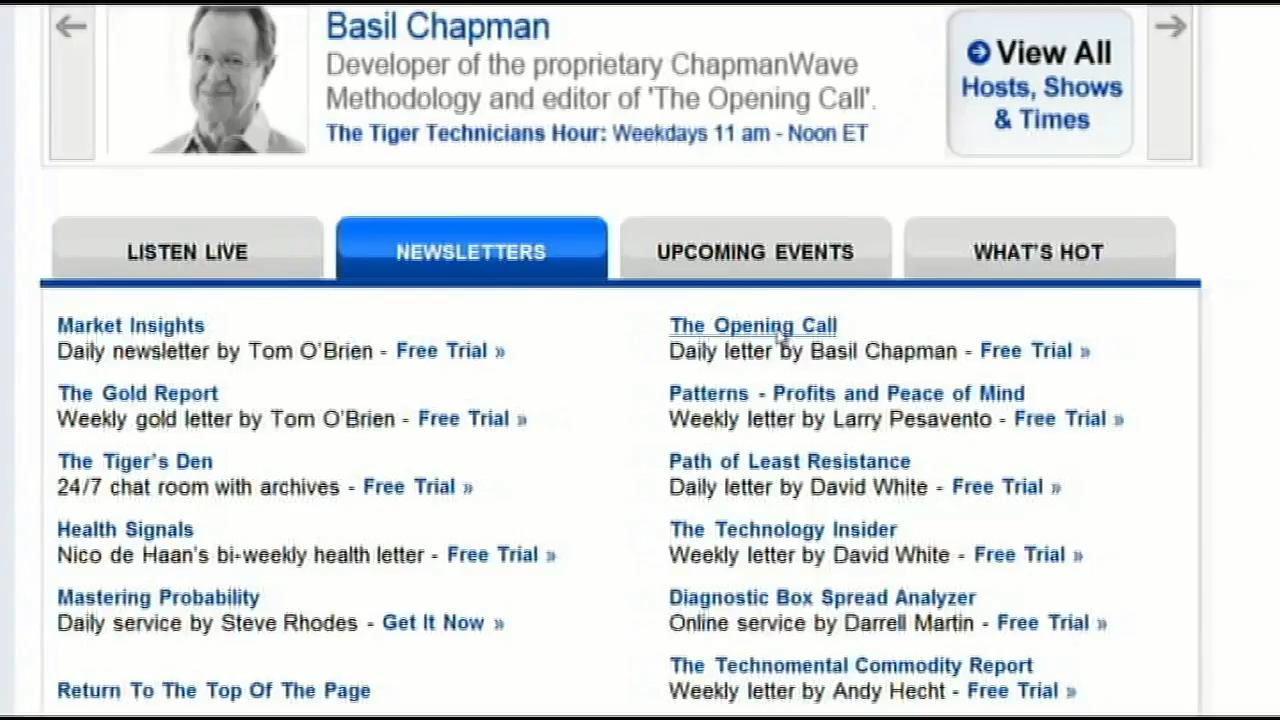 Basil Chapman
Developer of the proprietary ChapmanWave
Methodology and editor of 'The Opening Call'.
The Tiger Technicians Hour: Weekdays 11 am - Noon ET
View All
Hosts, Shows
& Times
LISTEN LIVE
NEWSLETTERS
UPCOMING EVENTS
WHAT'S HOT
Market Insights
Daily newsletter by Tom O'Brien - Free Trial »
The Gold Report
Weekly gold letter by Tom O'Brien - Free Trial »
The Tiger's Den
24/7 chat room with archives - Free Trial »
Health Signals
Nico de Haan's bi-weekly health letter - Free Trial »
Mastering Probability
Daily service by Steve Rhodes - Get It Now »
Return To The Top Of The Page
The Opening Call
Daily letter by Basil Chapman - Free Trial »
Patterns - Profits and Peace of Mind
Weekly letter by Larry Pesavento - Free Trial »
Path of Least Resistance
Daily letter by David White - Free Trial »
The Technology Insider
Weekly letter by David White - Free Trial »
Diagnostic Box Spread Analyzer
Online service by Darrell Martin - Free Trial »
The Technomental Commodity Report
Weekly letter by Andy Hecht - Free Trial »